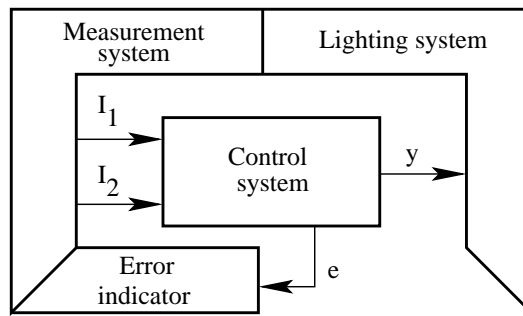 Measurement
system
Lighting system
I1
I2
Control
system
y
e
Error
indicator